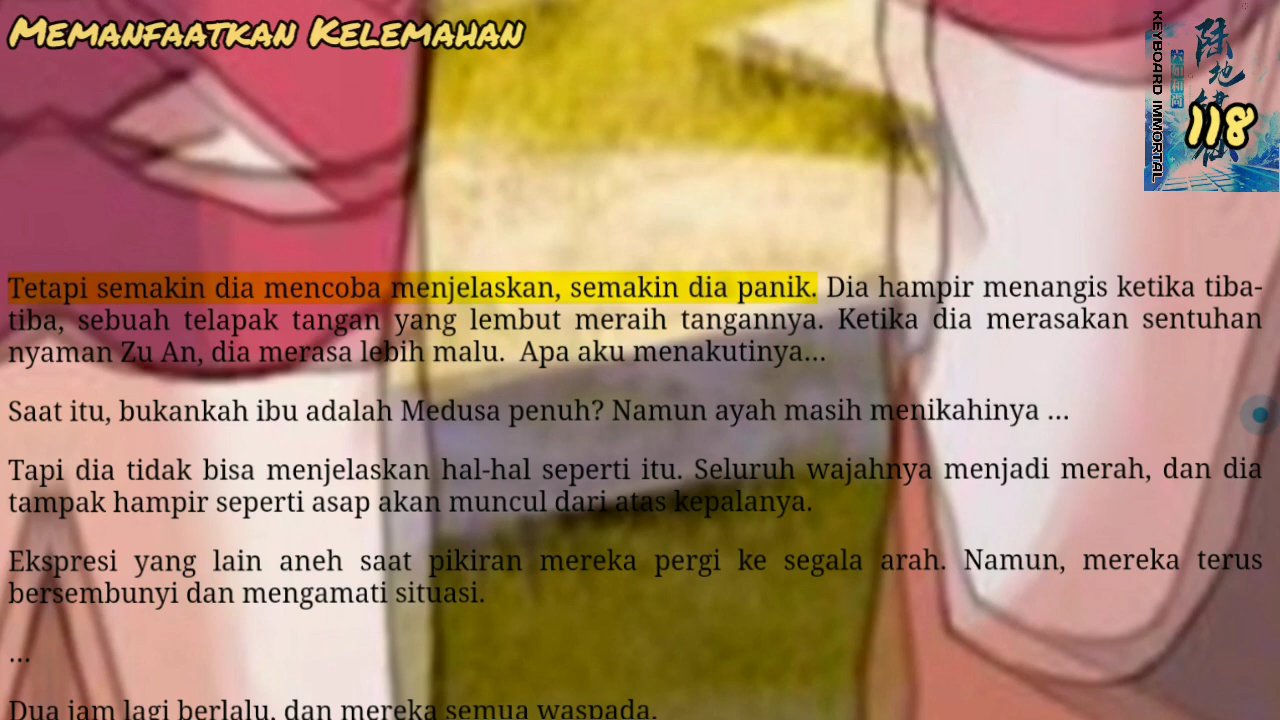 Memanfaatkan Kelemahan
KEYBOARD IMMORTAL
118
Tetapi semakin dia mencoba menjelaskan, semakin dia panik. Dia hampir menangis ketika tiba-
tiba, sebuah telapak tangan yang lembut meraih tangannya. Ketika dia merasakan sentuhan
nyaman Zu An, dia merasa lebih malu.  Apa aku menakutinya...
Saat itu, bukankah ibu adalah Medusa penuh? Namun ayah masih menikahinya ...
Tapi dia tidak bisa menjelaskan hal-hal seperti itu. Seluruh wajahnya menjadi merah, dan dia
tampak hampir seperti asap akan muncul dari atas kepalanya.
Ekspresi yang lain aneh saat pikiran mereka pergi ke segala arah. Namun, mereka terus
bersembunyi dan mengamati situasi.
...
Dua jam lagi berlalu, dan mereka semua waspada.